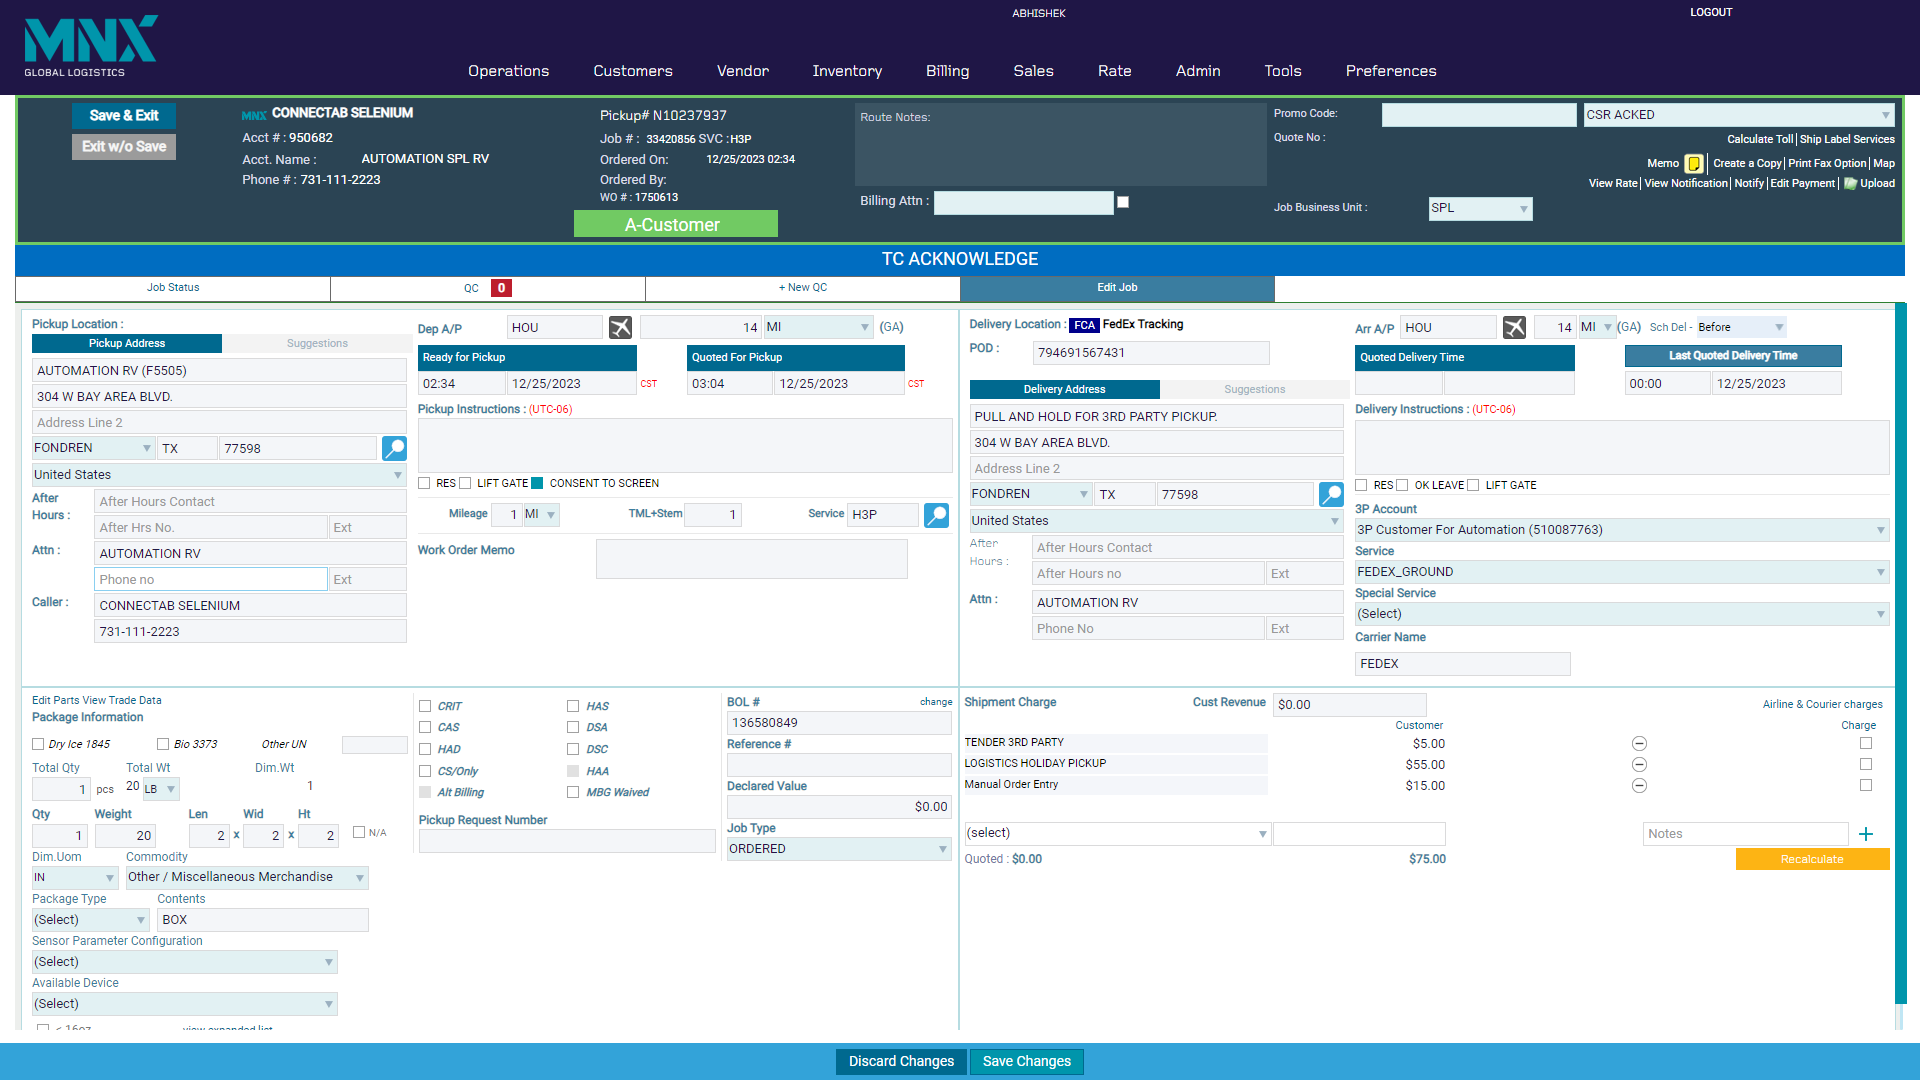 MNX
GLOBAL LOGISTICS
ABHISHEK
LOGOUT
Operations
Customers
Vendor
Inventory
Billing
Sales
Rate
Admin
Tools
Preferences
Save & Exit
Exit w/o Save
MNX CONNECTAB SELENIUM
Acct # : 950682
Acct. Name : AUTOMATION SPL RV
Phone # : 731-111-2223
Pickup# N10237937
Job # : 33420856 SVC :H3P
Ordered On: 12/25/2023 02:34
Ordered By:
WO # : 1750613
A-Customer
Route Notes:
Billing Attn :
Promo Code:
CSR ACKED
Quote No :
Calculate Toll| Ship Label Services
Memo | Create a Copy| Print Fax Option| Map
View Rate| View Notification| Notify| Edit Payment| Upload
Job Business Unit : SPL
TC ACKNOWLEDGE
Job Status
QC 0
+ New QC
Edit Job
Pickup Location :
Pickup Address
Suggestions
AUTOMATION RV (F5505)
304 W BAY AREA BLVD.
Address Line 2
FONDREN TX 77598
United States
After Hours :
After Hours Contact
After Hrs No. Ext
Attn : AUTOMATION RV
Phone no Ext
Caller : CONNECTAB SELENIUM
731-111-2223
Dep A/P HOU 14 MI (GA)
Ready for Pickup
02:34 12/25/2023 CST
Quoted For Pickup
03:04 12/25/2023 CST
Pickup Instructions : (UTC-06)
RES LIFT GATE CONSENT TO SCREEN
Mileage 1 MI TML+Stem 1 Service H3P
Work Order Memo
Delivery Location : FCA FedEx Tracking
POD : 794691567431
Delivery Address
Suggestions
PULL AND HOLD FOR 3RD PARTY PICKUP.
304 W BAY AREA BLVD.
Address Line 2
FONDREN TX 77598
United States
After Hours :
After Hours Contact
After Hours no Ext
Attn : AUTOMATION RV
Phone No Ext
Arr A/P HOU 14 MI (GA) Sch Del - Before
Quoted Delivery Time
Last Quoted Delivery Time
00:00 12/25/2023
Delivery Instructions : (UTC-06)
RES OK LEAVE LIFT GATE
3P Account
3P Customer For Automation (510087763)
Service
FEDEX_GROUND
Special Service
(Select)
Carrier Name
FEDEX
Edit Parts View Trade Data
Package Information
Dry Ice 1845 Bio 3373 Other UN
Total Qty Total Wt Dim.Wt
1 pcs 20 LB 1
Qty Weight Len Wid Ht
1 20 2 x 2 x 2 N/A
Dim.Uom Commodity
IN Other / Miscellaneous Merchandise
Package Type Contents
(Select) BOX
Sensor Parameter Configuration
(Select)
Available Device
(Select)
< 16oz view expanded list
CRIT HAS
CAS DSA
HAD DSC
CS/Only HAA
Alt Billing MBG Waived
Pickup Request Number
BOL # change
136580849
Reference #
Declared Value
$0.00
Job Type
ORDERED
Shipment Charge Cust Revenue $0.00 Airline & Courier charges
Customer Charge
TENDER 3RD PARTY $5.00
LOGISTICS HOLIDAY PICKUP $55.00
Manual Order Entry $15.00
(select) Notes +
Quoted : $0.00 $75.00
Recalculate
Discard Changes
Save Changes